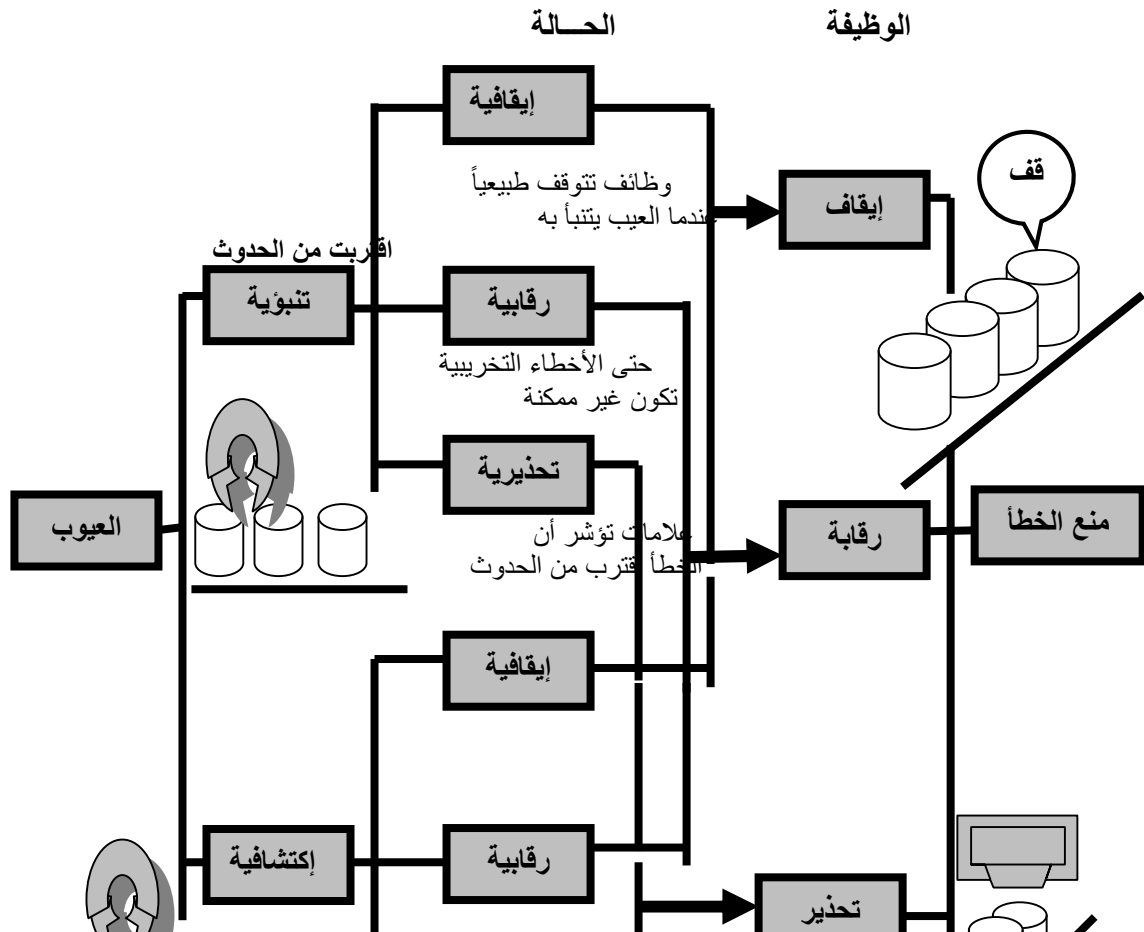 الوظيفة
الحـــالة
إيقافية
قف
وظائف تتوقف طبيعياً
عندما العيب يتنبأ به
إيقاف
اقتربت من الحدوث
تنبؤية
رقابية
حتى الأخطاء التخريبية
تكون غير ممكنة
تحذيرية
علامات تؤشر أن
الخطأ اقترب من الحدوث
منع الخطأ
رقابة
العيوب
إيقافية
إكتشافية
رقابية
تحذير